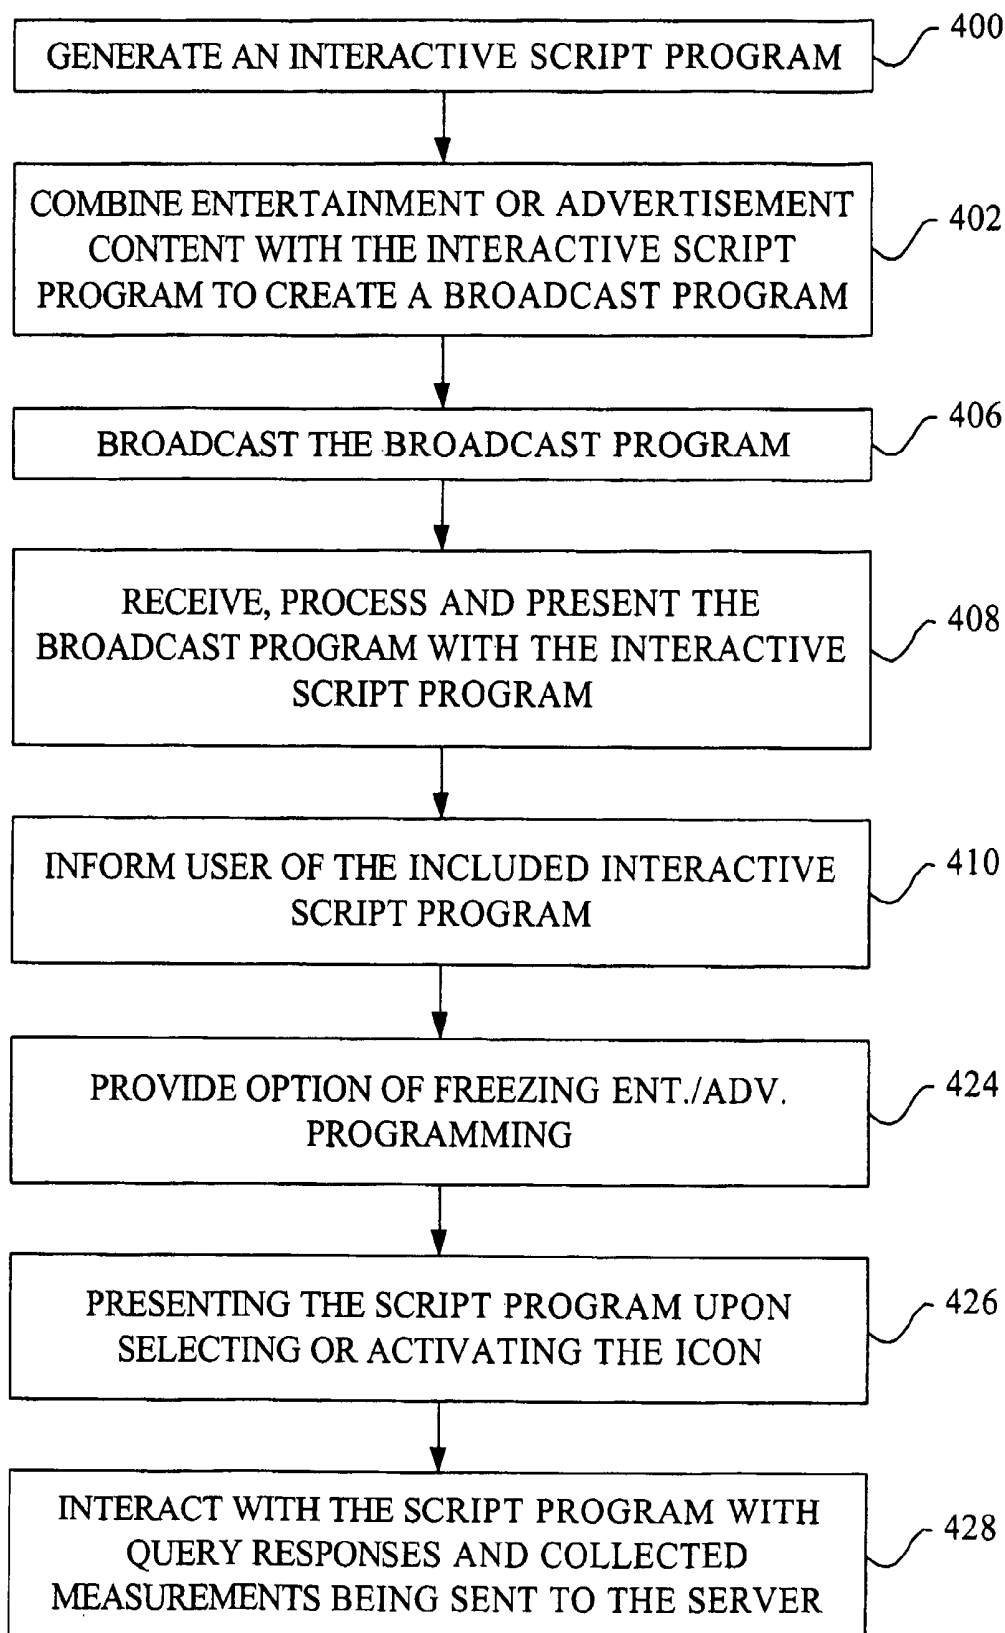 GENERATE AN INTERACTIVE SCRIPT PROGRAM
400
COMBINE ENTERTAINMENT OR ADVERTISEMENT
CONTENT WITH THE INTERACTIVE SCRIPT
PROGRAM TO CREATE A BROADCAST PROGRAM
402
BROADCAST THE BROADCAST PROGRAM
406
RECEIVE, PROCESS AND PRESENT THE
BROADCAST PROGRAM WITH THE INTERACTIVE
SCRIPT PROGRAM
408
INFORM USER OF THE INCLUDED INTERACTIVE
SCRIPT PROGRAM
410
PROVIDE OPTION OF FREEZING ENT./ADV.
PROGRAMMING
424
PRESENTING THE SCRIPT PROGRAM UPON
SELECTING OR ACTIVATING THE ICON
426
INTERACT WITH THE SCRIPT PROGRAM WITH
QUERY RESPONSES AND COLLECTED
MEASUREMENTS BEING SENT TO THE SERVER
428